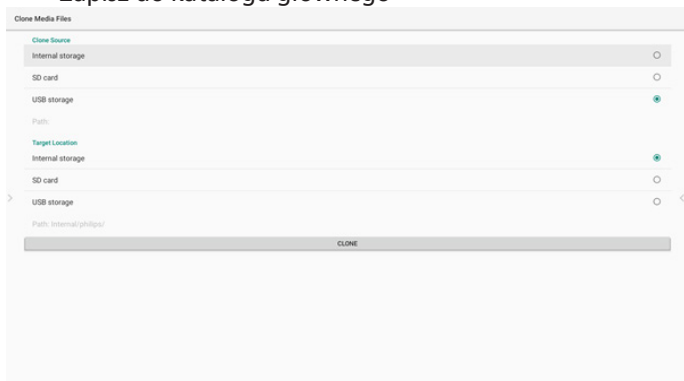 Zapisz do katalogu głównego
Clone Media Files
Clone Source
Internal storage
SD card
USB storage
Path:
Target Location
Internal storage
SD card
USB storage
Path: Internal/philips/
CLONE